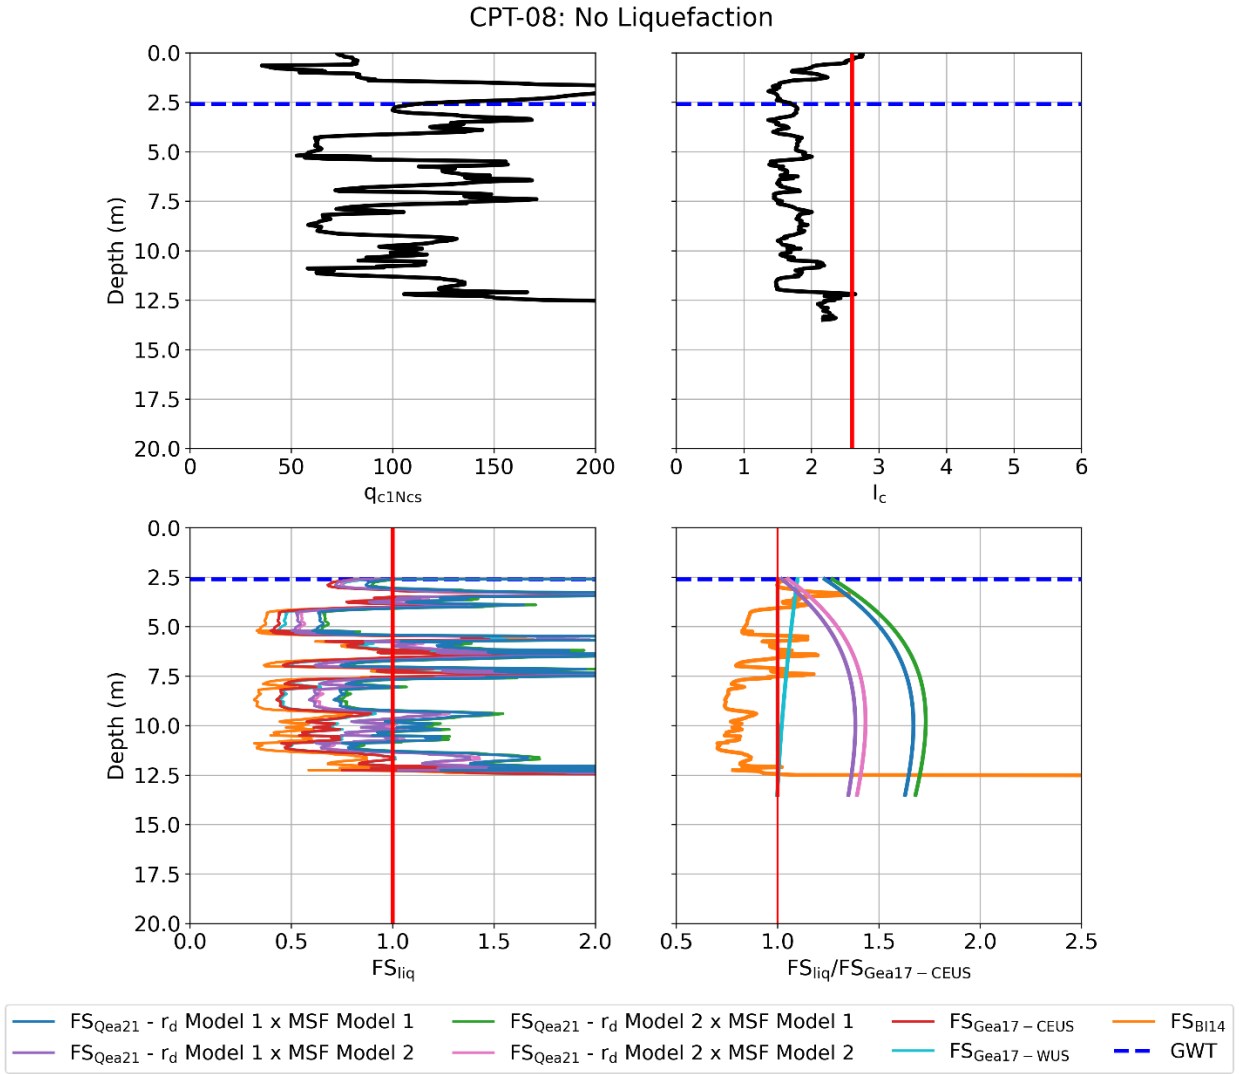 CPT-08: No Liquefaction
0.0
2.5
5.0
7.5
10.0
12.5
15.0
17.5
20.0
Depth (m)
0 50 100 150 200
qc1Ncs
0 1 2 3 4 5 6
Ic
0.0
2.5
5.0
7.5
10.0
12.5
15.0
17.5
20.0
Depth (m)
0.0 0.5 1.0 1.5 2.0
FSliq
0.5 1.0 1.5 2.0 2.5
FSliq/FSGea17−CEUS
FSQea21 - rd Model 1 x MSF Model 1
FSQea21 - rd Model 2 x MSF Model 1
FSGea17−CEUS
FSBI14
FSQea21 - rd Model 1 x MSF Model 2
FSQea21 - rd Model 2 x MSF Model 2
FSGea17−WUS
GWT